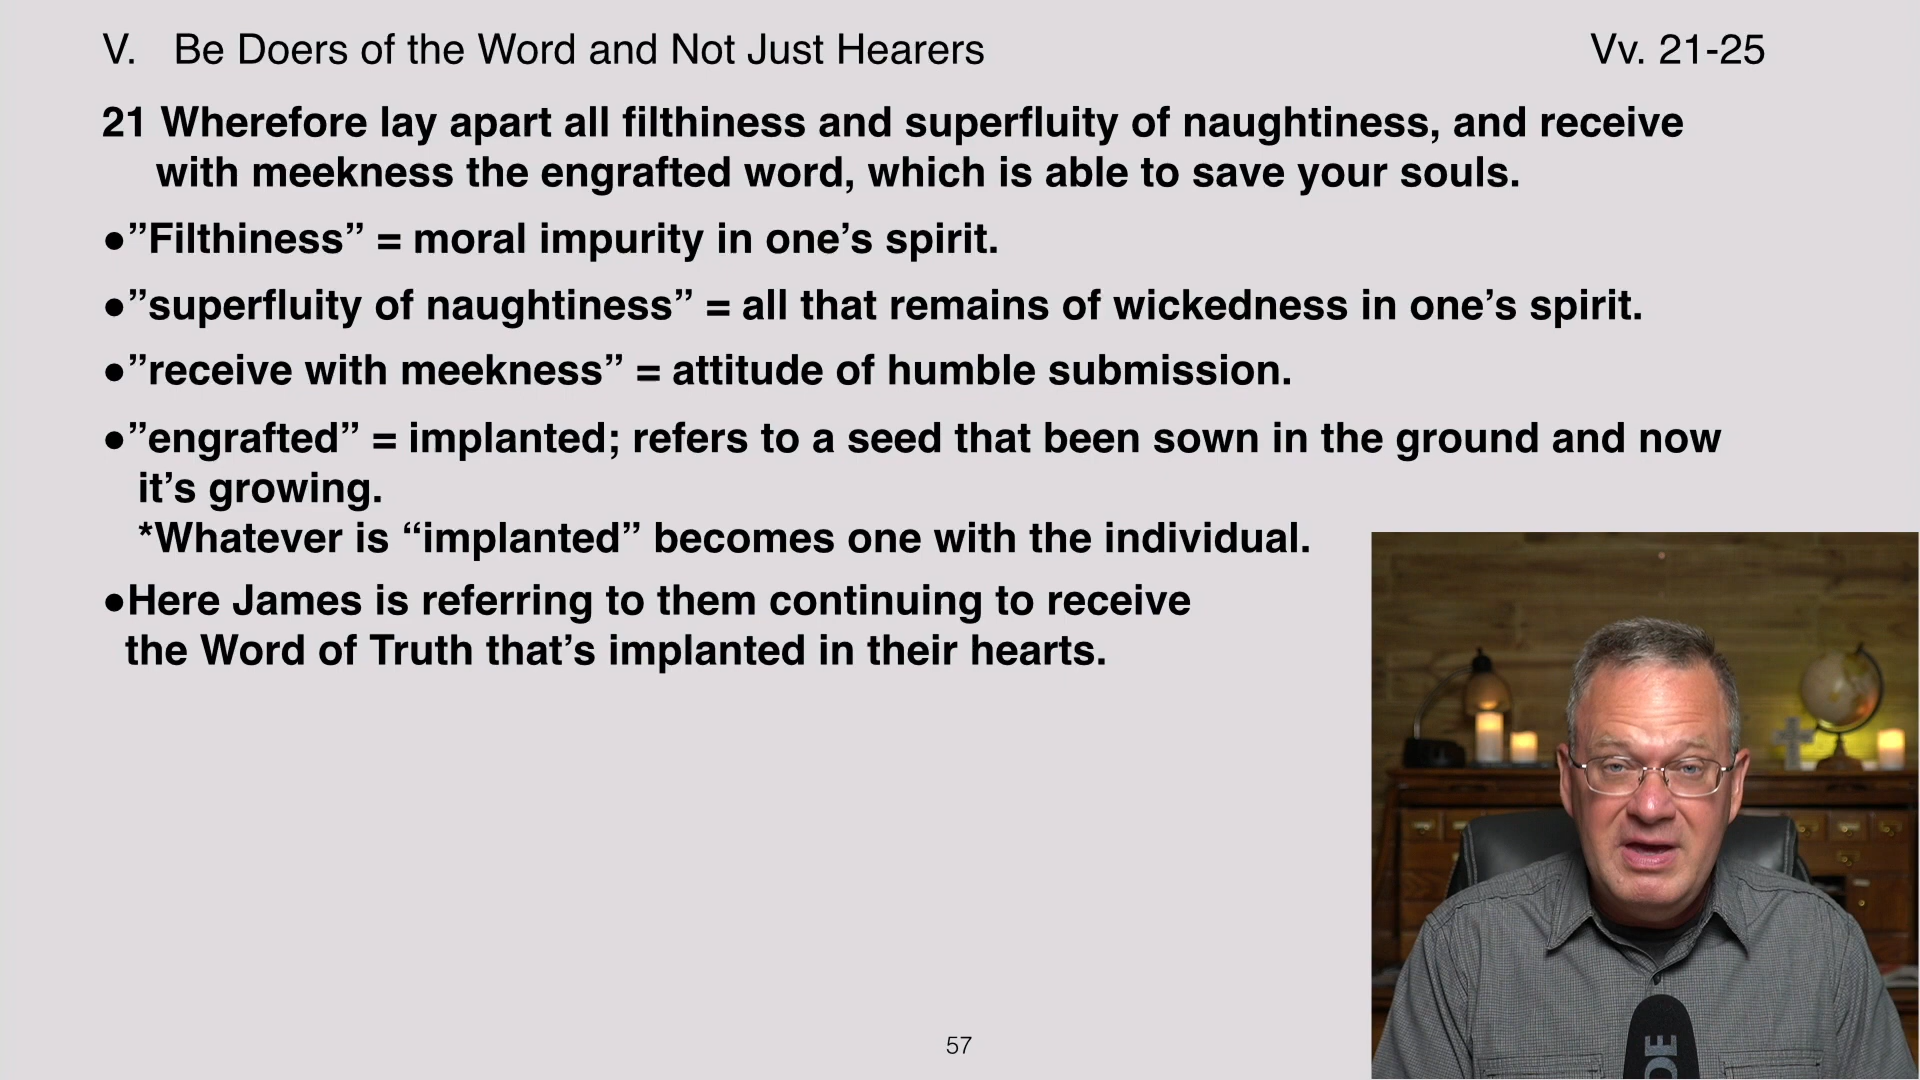 V. Be Doers of the Word and Not Just Hearers Vv. 21-25
21 Wherefore lay apart all filthiness and superfluity of naughtiness, and receive
with meekness the engrafted word, which is able to save your souls.
●”Filthiness” = moral impurity in one’s spirit.
●”superfluity of naughtiness” = all that remains of wickedness in one’s spirit.
●”receive with meekness” = attitude of humble submission.
●”engrafted” = implanted; refers to a seed that been sown in the ground and now
it’s growing.
*Whatever is “implanted” becomes one with the individual.
●Here James is referring to them continuing to receive
the Word of Truth that’s implanted in their hearts.
57